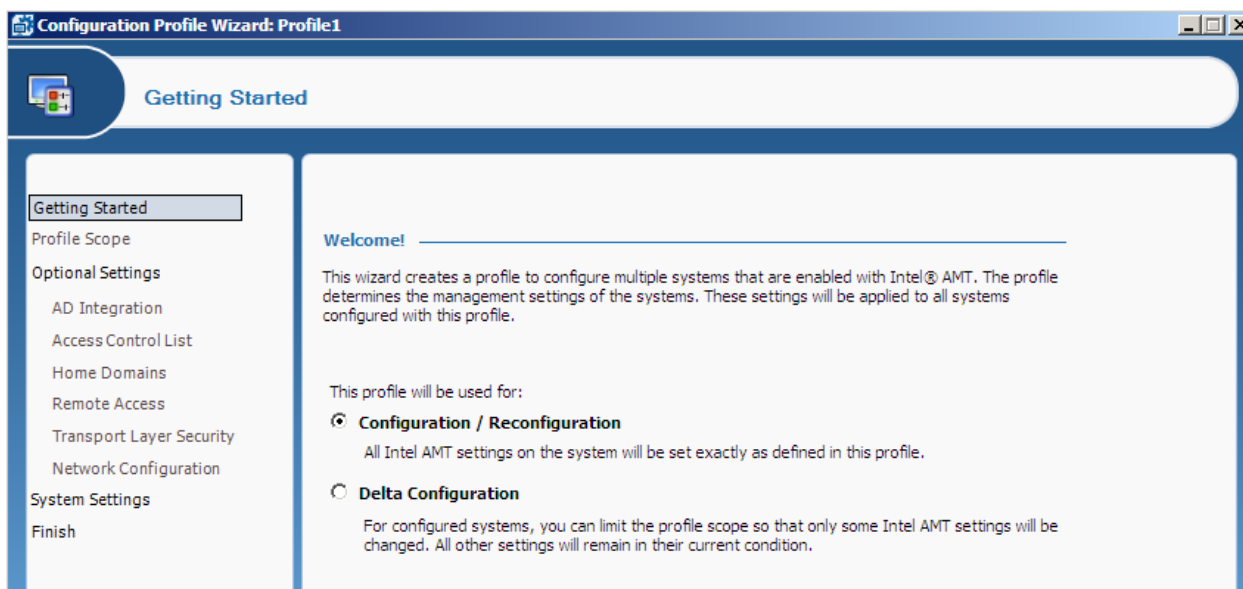 Configuration Profile Wizard: Profile1
Getting Started
Getting Started
Profile Scope
Optional Settings
AD Integration
Access Control List
Home Domains
Remote Access
Transport Layer Security
Network Configuration
System Settings
Finish
Welcome!
This wizard creates a profile to configure multiple systems that are enabled with Intel® AMT. The profile
determines the management settings of the systems. These settings will be applied to all systems
configured with this profile.
This profile will be used for:
Configuration / Reconfiguration
All Intel AMT settings on the system will be set exactly as defined in this profile.
Delta Configuration
For configured systems, you can limit the profile scope so that only some Intel AMT settings will be
changed. All other settings will remain in their current condition.